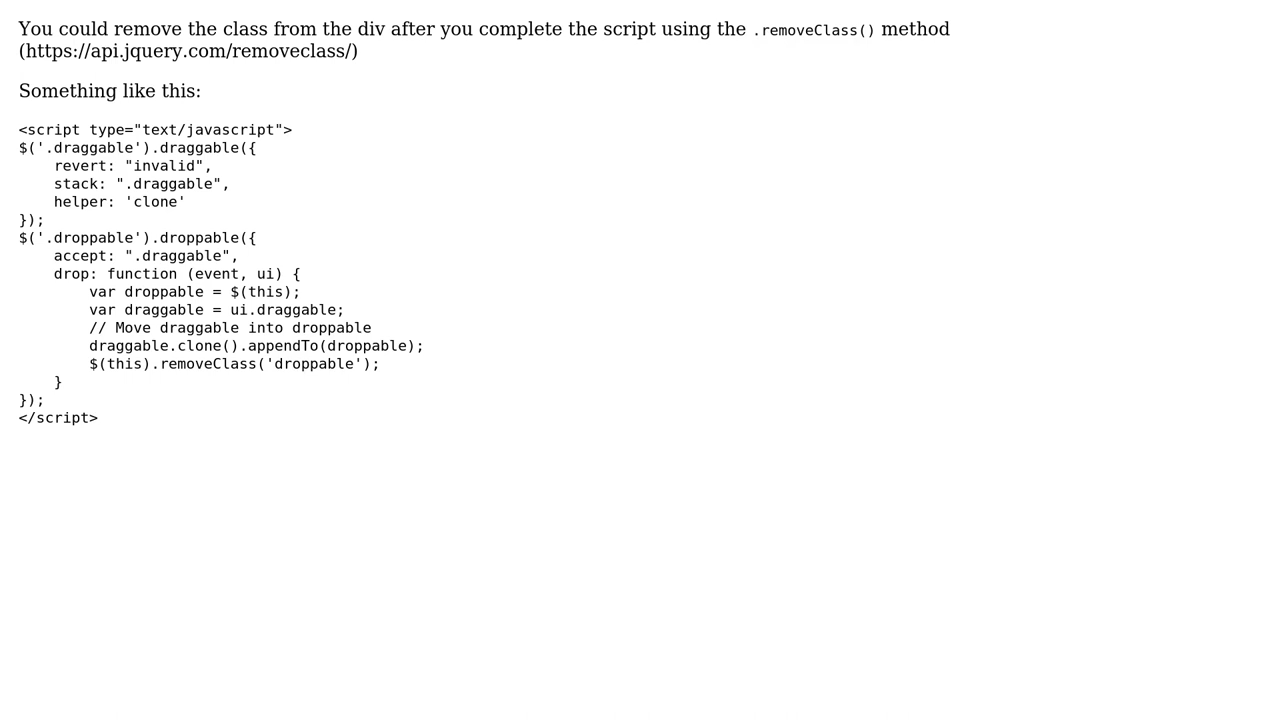 You could remove the class from the div after you complete the script using the .removeClass() method
(https://api.jquery.com/removeclass/)
Something like this:
<script type="text/javascript">
$('.draggable').draggable({
    revert: "invalid",
    stack: ".draggable",
    helper: 'clone'
});
$('.droppable').droppable({
    accept: ".draggable",
    drop: function (event, ui) {
        var droppable = $(this);
        var draggable = ui.draggable;
        // Move draggable into droppable
        draggable.clone().appendTo(droppable);
        $(this).removeClass('droppable');
    }
});
</script>